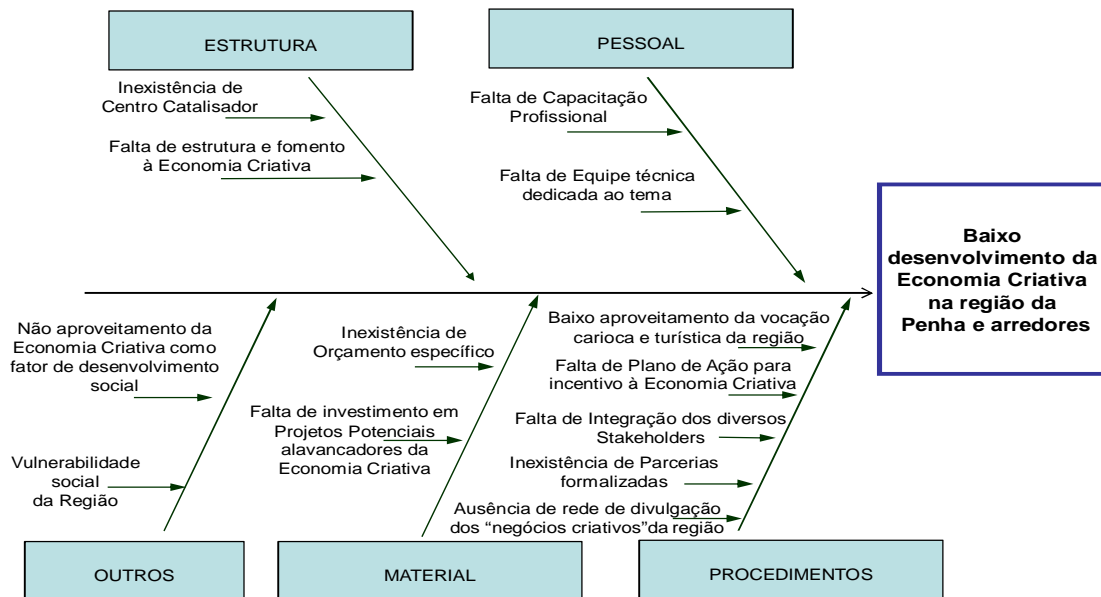 ESTRUTURA
PESSOAL
Inexistência de
Centro Catalisador
Falta de estrutura e fomento
à Economia Criativa
Falta de Capacitação
Profissional
Falta de Equipe técnica
dedicada ao tema
Baixo
desenvolvimento da
Economia Criativa
na região da
Penha e arredores
Não aproveitamento da
Economia Criativa como
fator de desenvolvimento
social
Vulnerabilidade
social
da Região
Inexistência de
Orçamento específico
Falta de investimento em
Projetos Potenciais
alavancadores da
Economia Criativa
Baixo aproveitamento da vocação
carioca e turística da região
Falta de Plano de Ação para
incentivo à Economia Criativa
Falta de Integração dos diversos
Stakeholders
Inexistência de Parcerias
formalizadas
Ausência de rede de divulgação
dos “negócios criativos”da região
OUTROS
MATERIAL
PROCEDIMENTOS